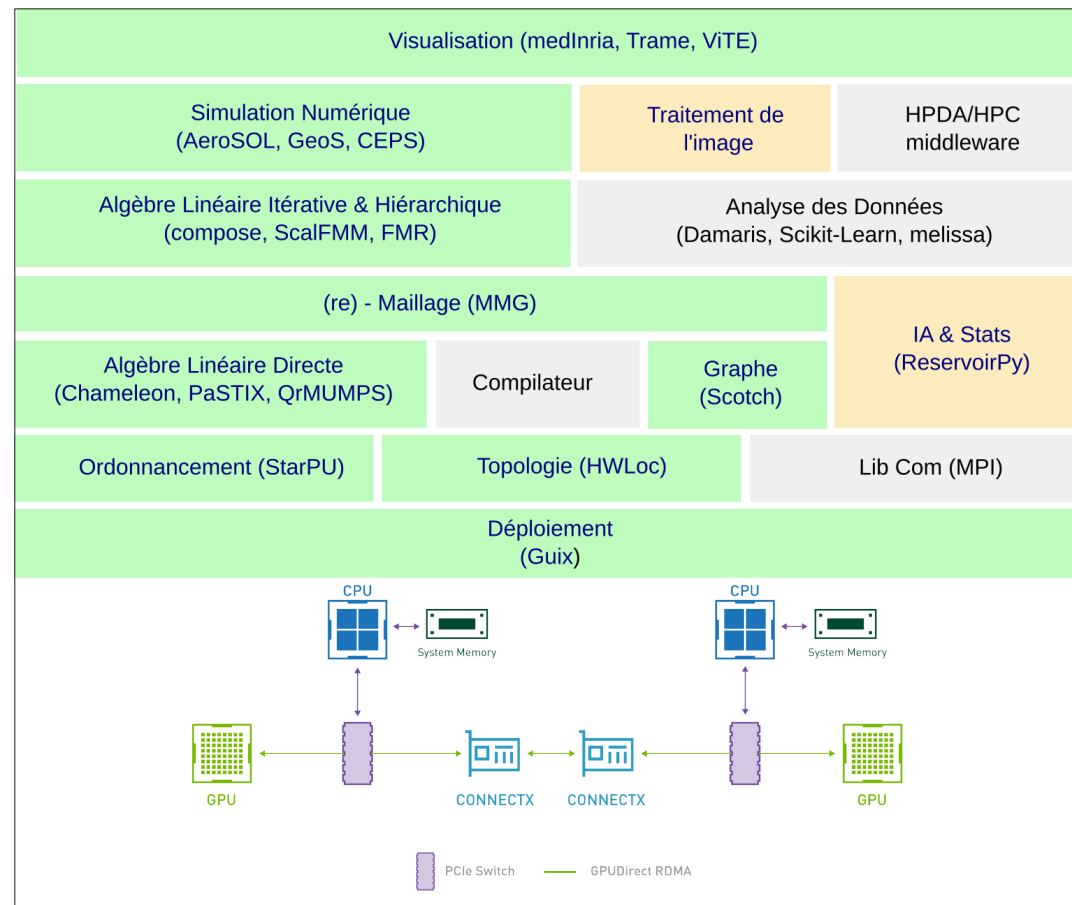 Visualisation (medInria, Trame, ViTE)
Simulation Numérique
(AeroSOL, GeoS, CEPS)
Traitement de
l'image
HPDA/HPC
middleware
Algèbre Linéaire Itérative & Hiérarchique
(compose, ScalFMM, FMR)
Analyse des Données
(Damaris, Scikit-Learn, melissa)
(re) - Maillage (MMG)
IA & Stats
(ReservoirPy)
Algèbre Linéaire Directe
(Chameleon, PaSTIX, QrMUMPS)
Compilateur
Graphe
(Scotch)
Ordonnancement (StarPU)
Topologie (HWLoc)
Lib Com (MPI)
Déploiement
(Guix)
CPU
System Memory
CPU
System Memory
GPU
CONNECTX
CONNECTX
GPU
PCIe Switch
GPUDirect RDMA